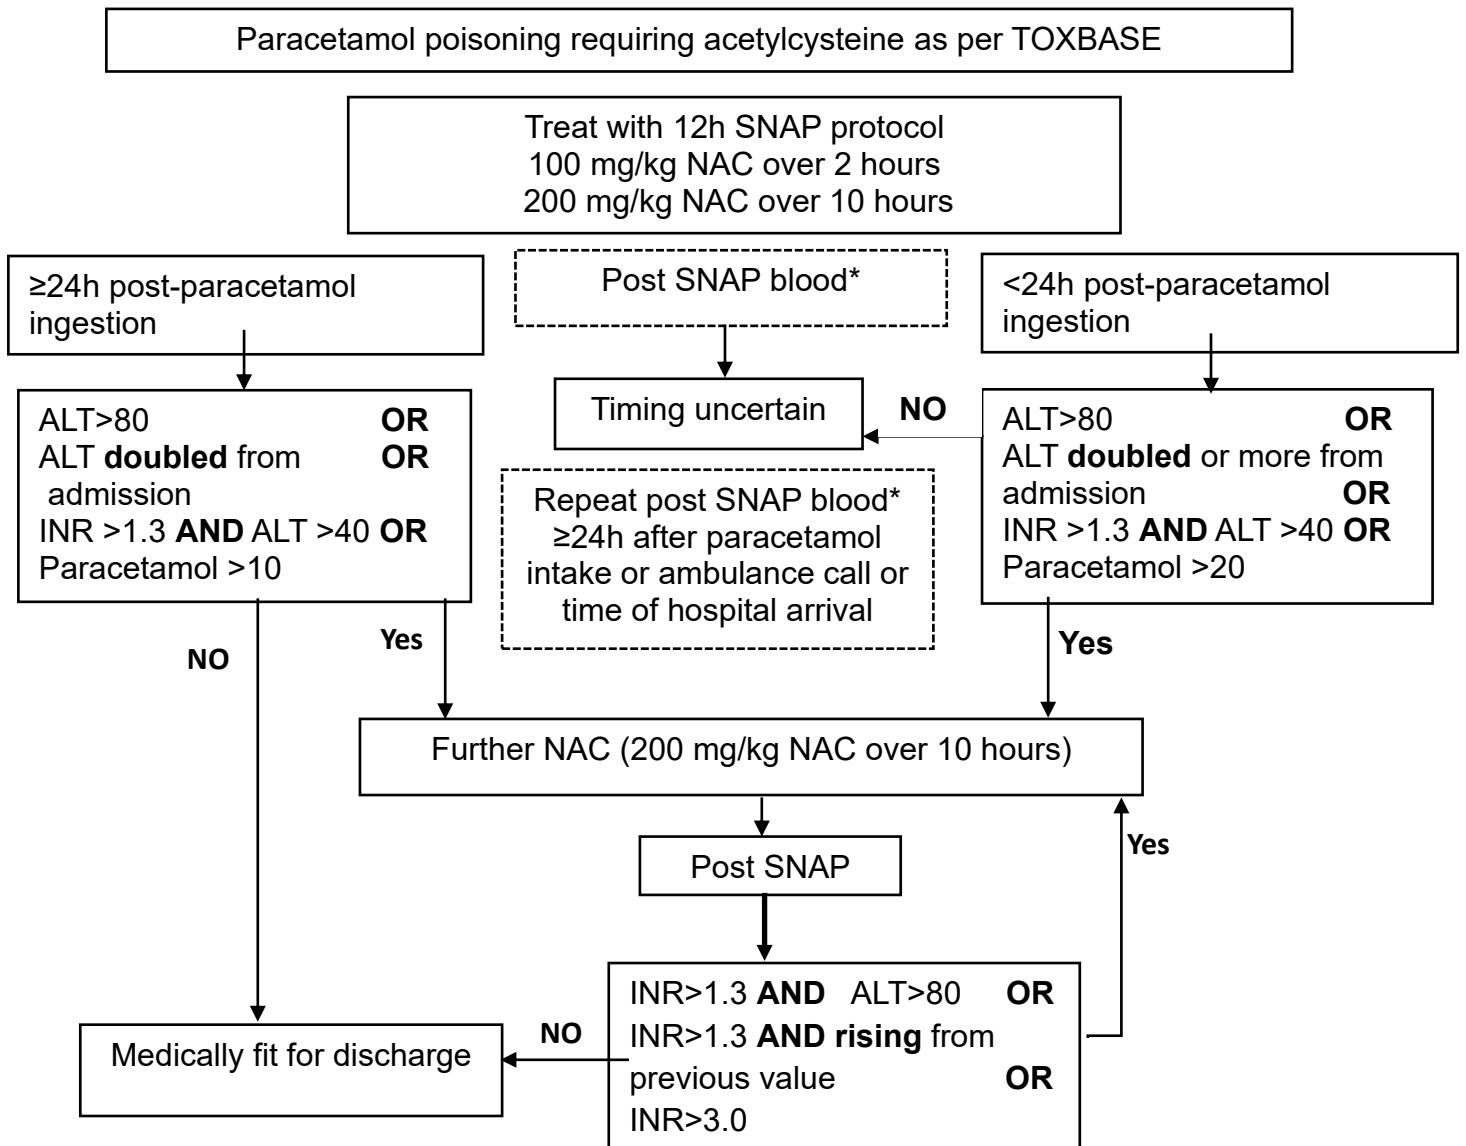 Paracetamol poisoning requiring acetylcysteine as per TOXBASE
Treat with 12h SNAP protocol
100 mg/kg NAC over 2 hours
200 mg/kg NAC over 10 hours
≥24h post-paracetamol
ingestion
Post SNAP blood*
<24h post-paracetamol
ingestion
ALT>80 OR
ALT doubled from OR
admission
INR >1.3 AND ALT >40 OR
Paracetamol >10
Timing uncertain
NO
ALT>80 OR
ALT doubled or more from
admission OR
INR >1.3 AND ALT >40 OR
Paracetamol >20
Repeat post SNAP blood*
≥24h after paracetamol
intake or ambulance call or
time of hospital arrival
NO
Yes
Yes
Further NAC (200 mg/kg NAC over 10 hours)
Post SNAP
Yes
INR>1.3 AND ALT>80 OR
INR>1.3 AND rising from
previous value OR
INR>3.0
NO
Medically fit for discharge